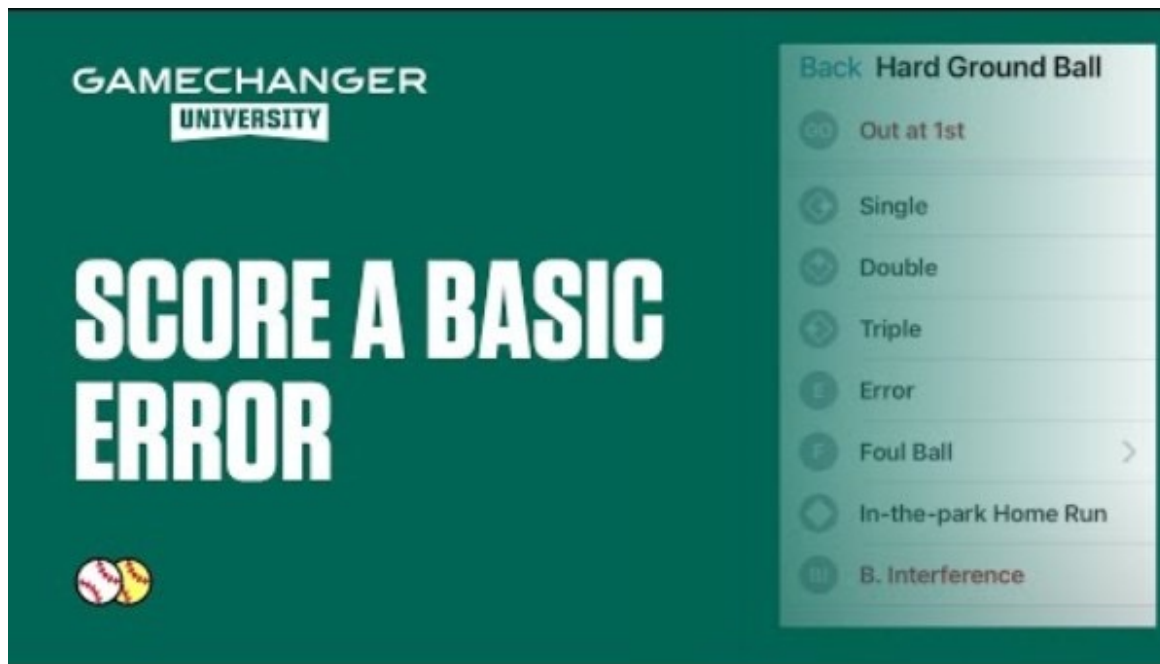 GAMECHANGER
UNIVERSITY
SCORE A BASIC
ERROR
Back Hard Ground Ball
GO Out at 1st
Single
Double
Triple
E Error
F Foul Ball
In-the-park Home Run
B. Interference